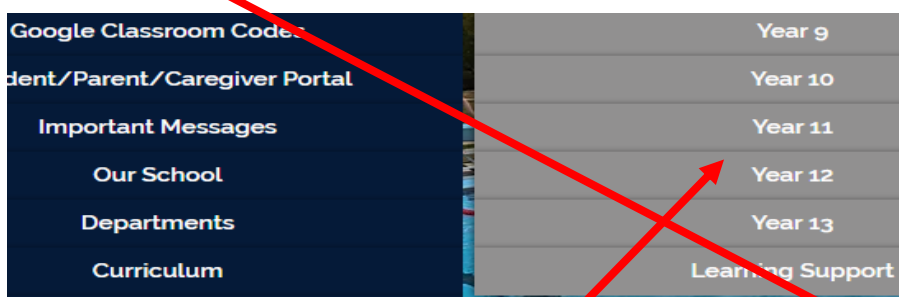 Google Classroom Codes
dent/Parent/Caregiver Portal
Important Messages
Our School
Departments
Curriculum
Year 9
Year 10
Year 11
Year 12
Year 13
Learning Support